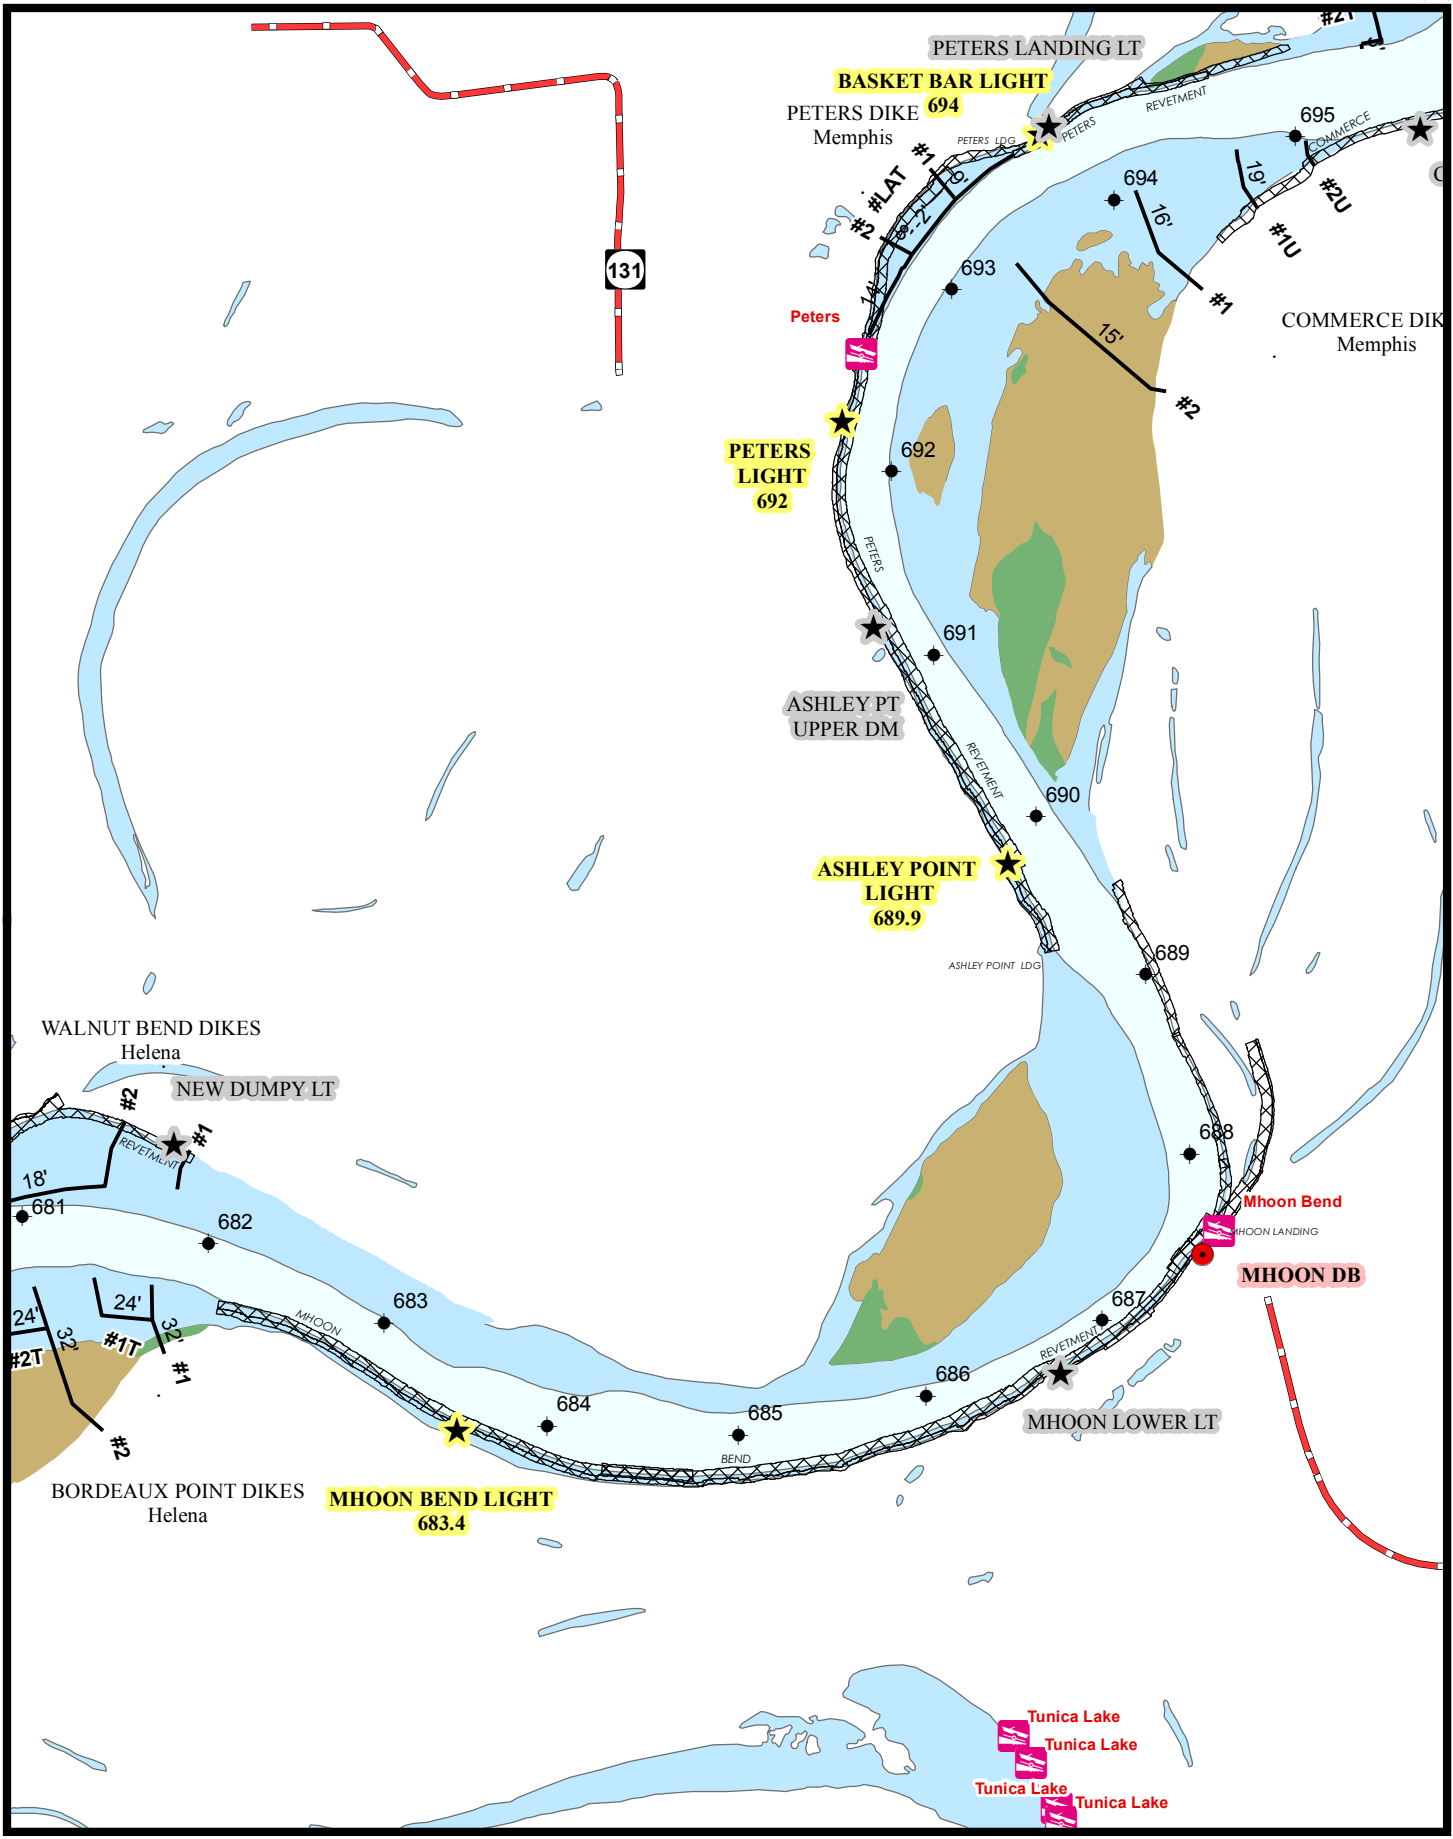 #2T
PETERS LANDING LT
BASKET BAR LIGHT
694
PETERS DIKE
Memphis
REVETMENT
PETERS
PETERS LDG
695
COMMERCE
#1
9'
#LAT
8'-2'
#2
14'
694
16'
19'
#2U
#1U
#1
693
131
Peters
15'
#2
COMMERCE DIK
Memphis
PETERS
LIGHT
692
692
PETERS
691
ASHLEY PT
UPPER DM
REVETMENT
690
ASHLEY POINT
LIGHT
689.9
ASHLEY POINT LDG
689
WALNUT BEND DIKES
Helena
NEW DUMPY LT
#2
#1
REVETMENT
18'
681
682
688
Mhoon Bend
MHOON LANDING
MHOON DB
24'
32'
#2T
24'
32'
#1T
#1
#2
MHOON
683
687
REVETMENT
686
684
685
BEND
MHOON LOWER LT
BORDEAUX POINT DIKES
Helena
MHOON BEND LIGHT
683.4
Tunica Lake
Tunica Lake
Tunica Lake
Tunica Lake